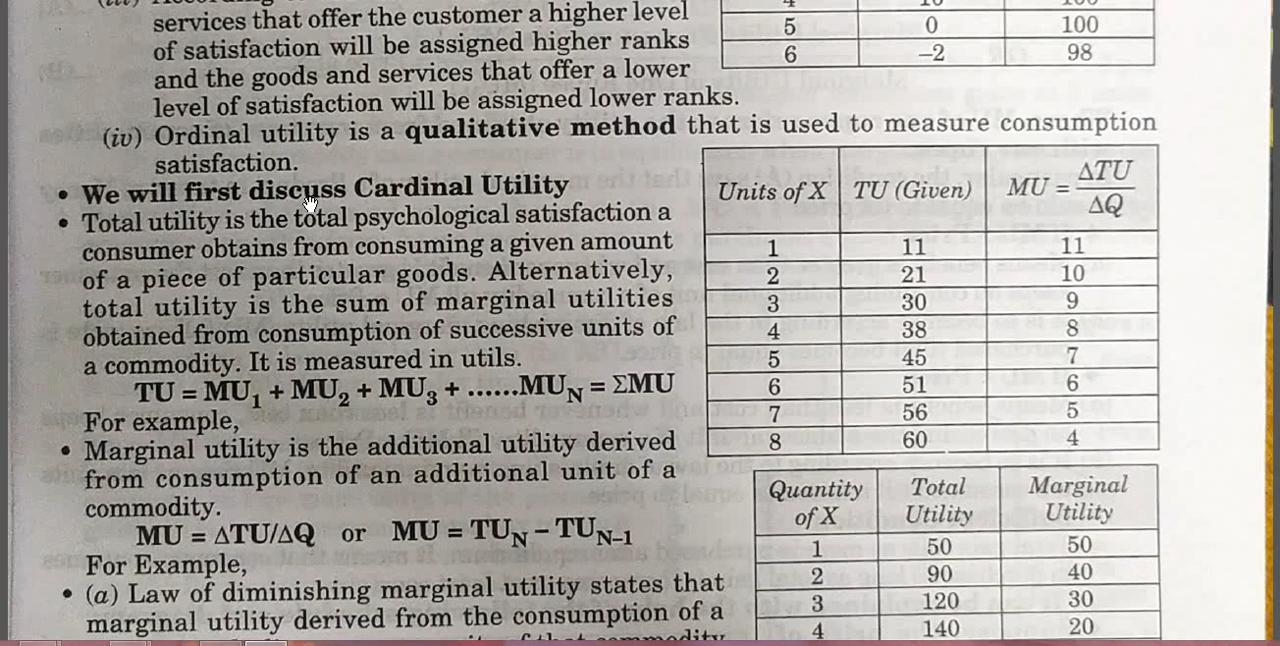 services that offer the customer a higher level
of satisfaction will be assigned higher ranks
and the goods and services that offer a lower
level of satisfaction will be assigned lower ranks.
5 0 100
6 –2 98
(iv) Ordinal utility is a qualitative method that is used to measure consumption
satisfaction.
• We will first discuss Cardinal Utility
• Total utility is the total psychological satisfaction a
consumer obtains from consuming a given amount
of a piece of particular goods. Alternatively,
total utility is the sum of marginal utilities
obtained from consumption of successive units of
a commodity. It is measured in utils.
TU = MU₁ + MU₂ + MU₃ + ......MU_N = ΣMU
For example,
• Marginal utility is the additional utility derived
from consumption of an additional unit of a
commodity.
MU = ΔTU/ΔQ or MU = TU_N – TU_N–1
For Example,
• (a) Law of diminishing marginal utility states that
marginal utility derived from the consumption of a
Units of X TU (Given) MU = ΔTU/ΔQ
1 11 11
2 21 10
3 30 9
4 38 8
5 45 7
6 51 6
7 56 5
8 60 4
Quantity Total Marginal
of X Utility Utility
1 50 50
2 90 40
3 120 30
4 140 20